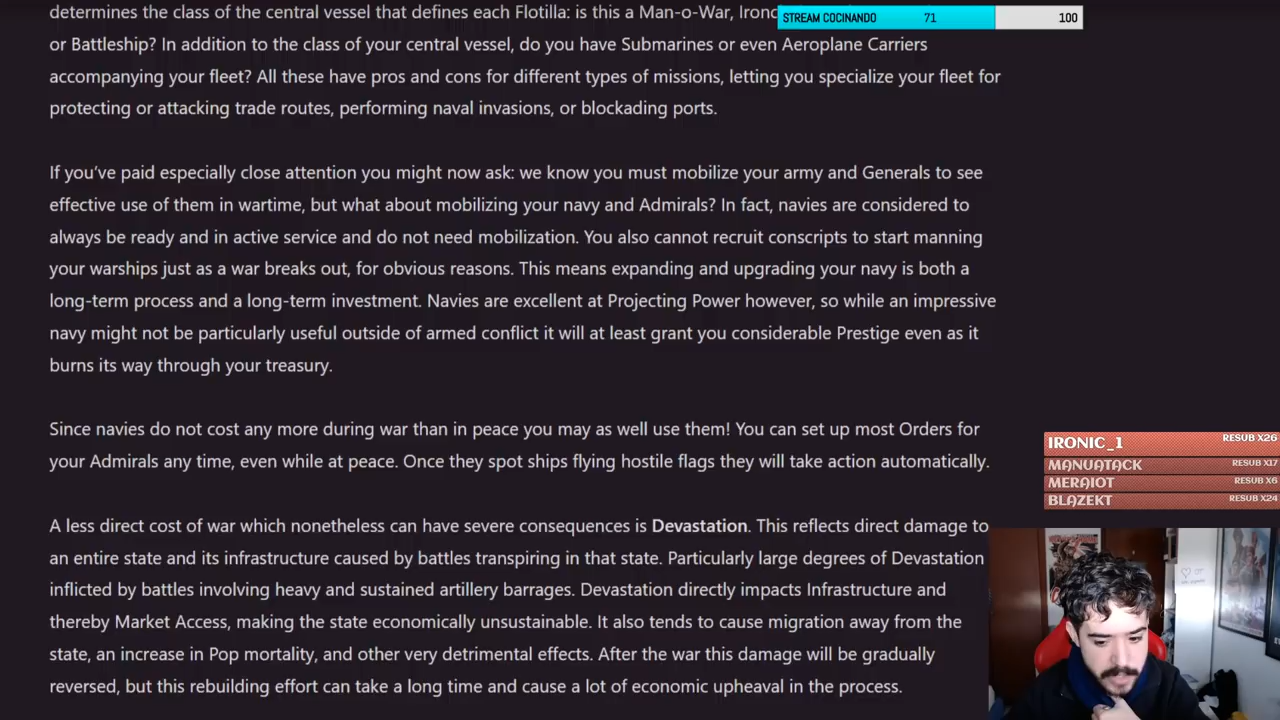 determines the class of the central vessel that defines each Flotilla: is this a Man-o-War,
STREAM COCINANDO 71 100
or Battleship? In addition to the class of your central vessel, do you have Submarines or even Aeroplane Carriers
accompanying your fleet? All these have pros and cons for different types of missions, letting you specialize your fleet for
protecting or attacking trade routes, performing naval invasions, or blockading ports.
If you've paid especially close attention you might now ask: we know you must mobilize your army and Generals to see
effective use of them in wartime, but what about mobilizing your navy and Admirals? In fact, navies are considered to
always be ready and in active service and do not need mobilization. You also cannot recruit conscripts to start manning
your warships just as a war breaks out, for obvious reasons. This means expanding and upgrading your navy is both a
long-term process and a long-term investment. Navies are excellent at Projecting Power however, so while an impressive
navy might not be particularly useful outside of armed conflict it will at least grant you considerable Prestige even as it
burns its way through your treasury.
Since navies do not cost any more during war than in peace you may as well use them! You can set up most Orders for
your Admirals any time, even while at peace. Once they spot ships flying hostile flags they will take action automatically.
IRONIC_1 RESUB X26
MANUATACK RESUB X17
MERAIOT RESUB X6
BLAZEKT RESUB X24
A less direct cost of war which nonetheless can have severe consequences is Devastation. This reflects direct damage to
an entire state and its infrastructure caused by battles transpiring in that state. Particularly large degrees of Devastation
inflicted by battles involving heavy and sustained artillery barrages. Devastation directly impacts Infrastructure and
thereby Market Access, making the state economically unsustainable. It also tends to cause migration away from the
state, an increase in Pop mortality, and other very detrimental effects. After the war this damage will be gradually
reversed, but this rebuilding effort can take a long time and cause a lot of economic upheaval in the process.